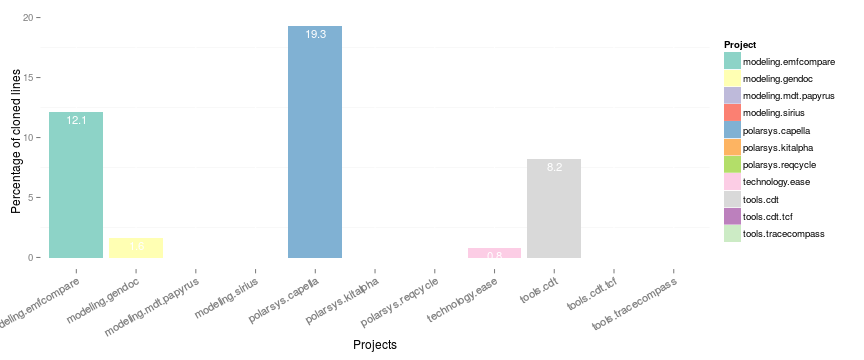 20
15
10
5
0
Percentage of cloned lines
12.1
19.3
0.8
8.2
deling.emfcompare
modeling.gendoc
modeling.mdt.papyrus
modeling.sirius
polarsys.capella
polarsys.kitalpha
polarsys.reqcycle
technology.ease
tools.cdt
tools.cdt.tcf
tools.tracecompass
Projects
Project
modeling.emfcompare
modeling.gendoc
modeling.mdt.papyrus
modeling.sirius
polarsys.capella
polarsys.kitalpha
polarsys.reqcycle
technology.ease
tools.cdt
tools.cdt.tcf
tools.tracecompass